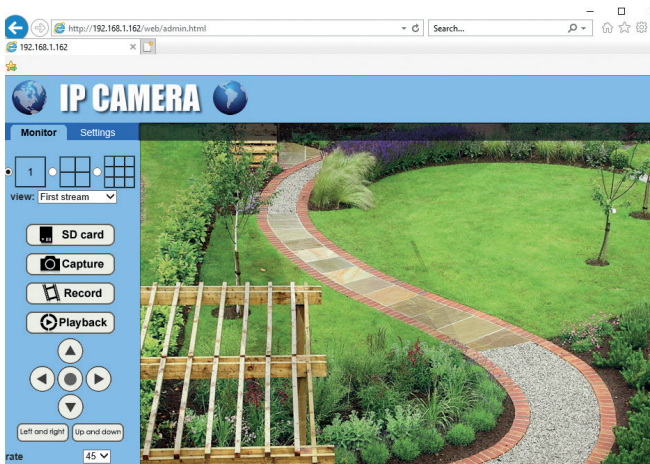 http://192.168.1.162/web/admin.html
Search...
192.168.1.162
IP CAMERA
Monitor Settings
1
view: First stream
SD card
Capture
Record
Playback
Left and right Up and down
rate 45